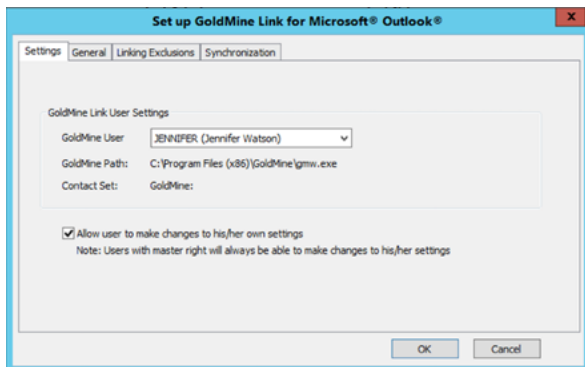 Set up GoldMine Link for Microsoft® Outlook®
x
Settings General Linking Exclusions Synchronization
GoldMine Link User Settings
GoldMine User JENNIFER (Jennifer Watson)
GoldMine Path: C:\Program Files (x86)\GoldMine\gmw.exe
Contact Set: GoldMine:
Allow user to make changes to his/her own settings
Note: Users with master right will always be able to make changes to his/her settings
OK Cancel